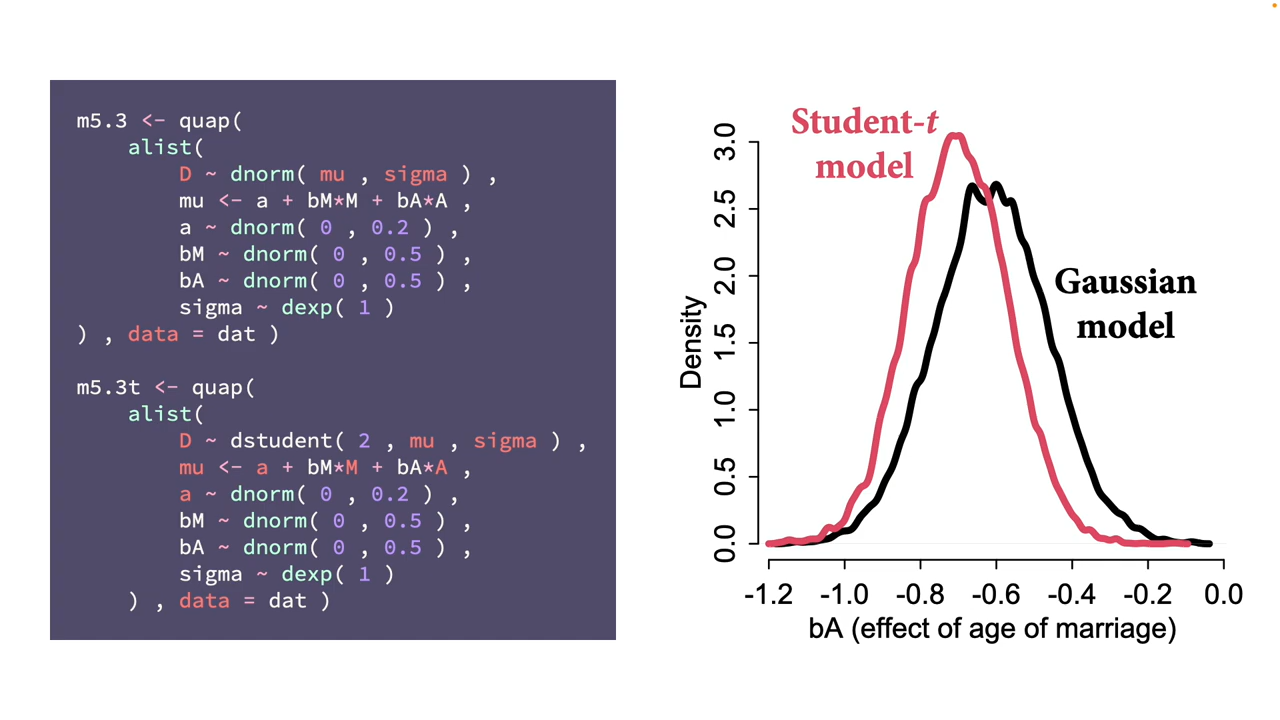 m5.3 <- quap(
    alist(
        D ~ dnorm( mu , sigma ) ,
        mu <- a + bM*M + bA*A ,
        a ~ dnorm( 0 , 0.2 ) ,
        bM ~ dnorm( 0 , 0.5 ) ,
        bA ~ dnorm( 0 , 0.5 ) ,
        sigma ~ dexp( 1 )
) , data = dat )
m5.3t <- quap(
    alist(
        D ~ dstudent( 2 , mu , sigma ) ,
        mu <- a + bM*M + bA*A ,
        a ~ dnorm( 0 , 0.2 ) ,
        bM ~ dnorm( 0 , 0.5 ) ,
        bA ~ dnorm( 0 , 0.5 ) ,
        sigma ~ dexp( 1 )
    ) , data = dat )
Student-t
model
Gaussian
model
Density
3.0
2.5
2.0
1.5
1.0
0.5
0.0
-1.2 -1.0 -0.8 -0.6 -0.4 -0.2 0.0
bA (effect of age of marriage)